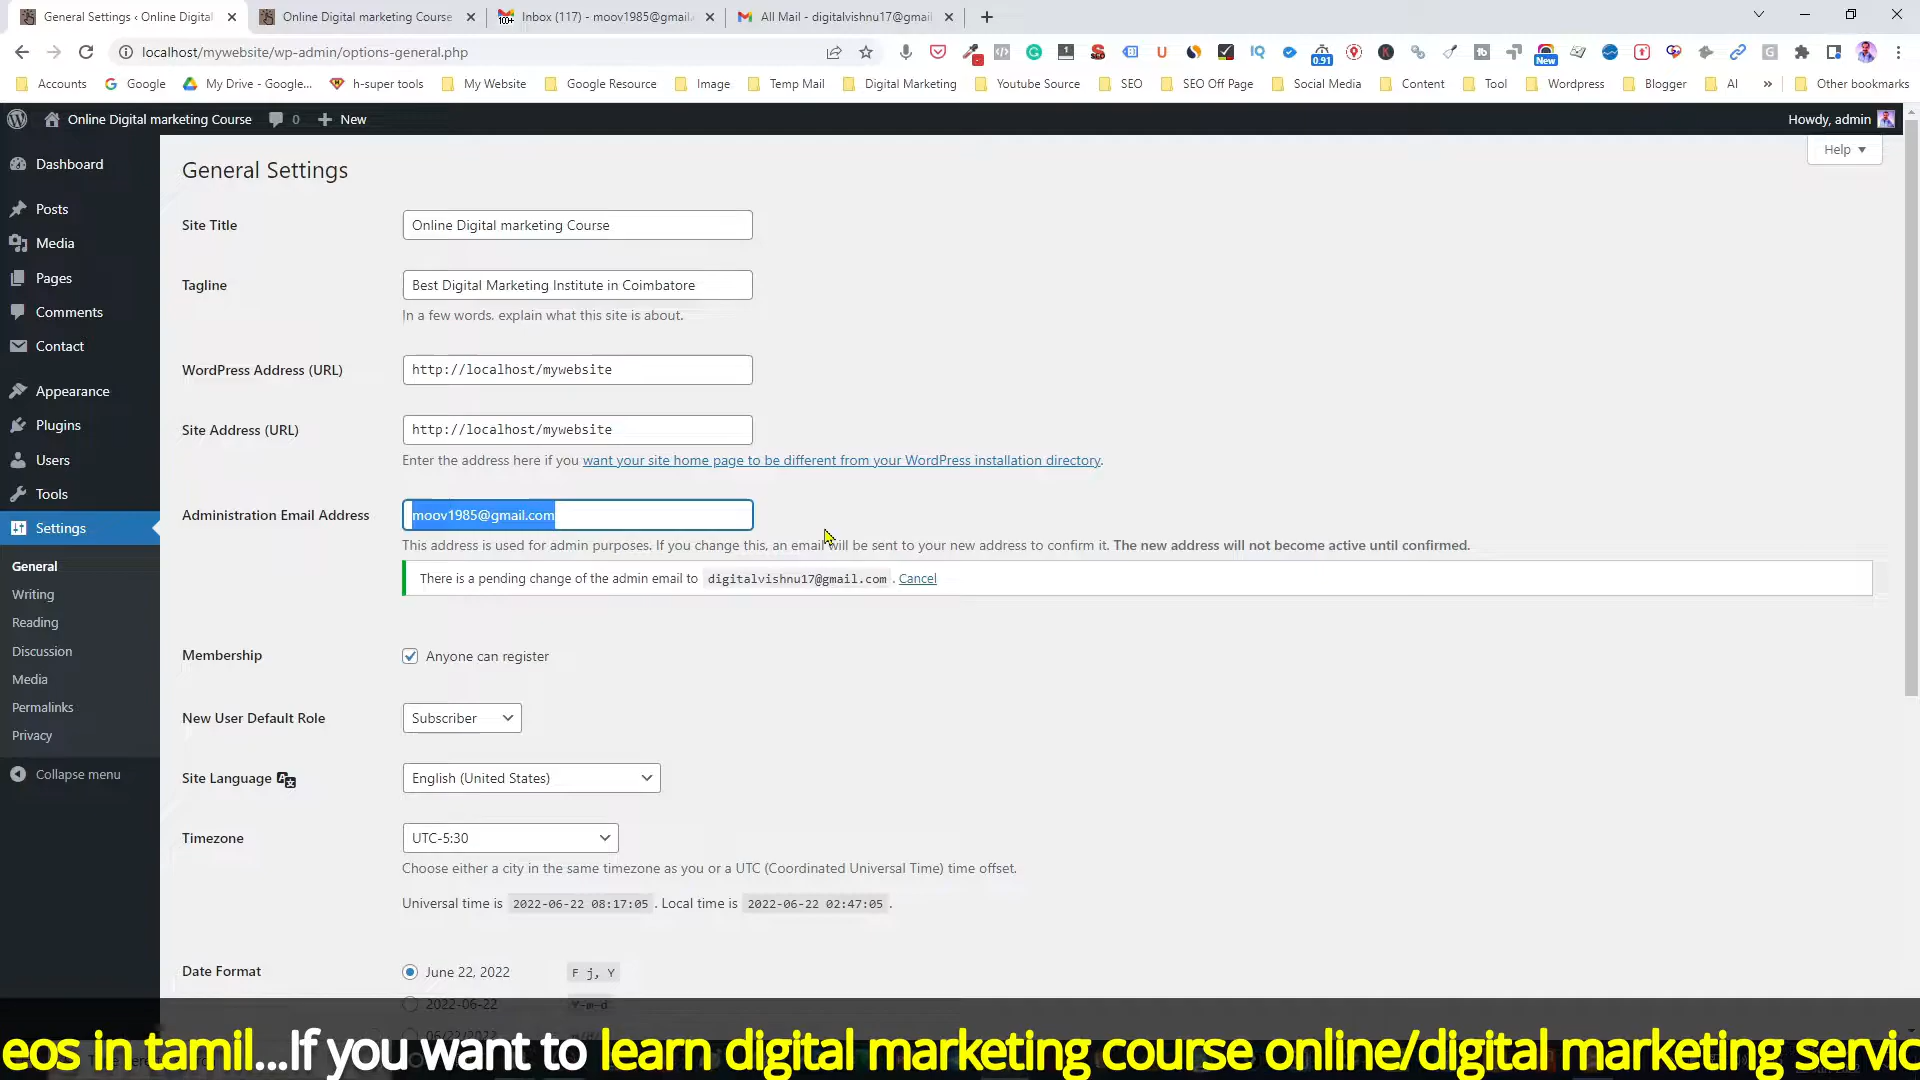 General Settings ‹ Online Digital
Online Digital marketing Course
Inbox (117) - moov1985@gmail.
All Mail - digitalvishnu17@gmail
localhost/mywebsite/wp-admin/options-general.php
Accounts
Google
My Drive - Google...
h-super tools
My Website
Google Resource
Image
Temp Mail
Digital Marketing
Youtube Source
SEO
SEO Off Page
Social Media
Content
Tool
Wordpress
Blogger
AI
»
Other bookmarks
Online Digital marketing Course
0
New
Howdy, admin
Help
Dashboard
Posts
Media
Pages
Comments
Contact
Appearance
Plugins
Users
Tools
Settings
General
Writing
Reading
Discussion
Media
Permalinks
Privacy
Collapse menu
General Settings
Site Title
Online Digital marketing Course
Tagline
Best Digital Marketing Institute in Coimbatore
In a few words, explain what this site is about.
WordPress Address (URL)
http://localhost/mywebsite
Site Address (URL)
http://localhost/mywebsite
Enter the address here if you want your site home page to be different from your WordPress installation directory.
Administration Email Address
moov1985@gmail.com
This address is used for admin purposes. If you change this, an email will be sent to your new address to confirm it. The new address will not become active until confirmed.
There is a pending change of the admin email to digitalvishnu17@gmail.com . Cancel
Membership
Anyone can register
New User Default Role
Subscriber
Site Language
English (United States)
Timezone
UTC-5:30
Choose either a city in the same timezone as you or a UTC (Coordinated Universal Time) time offset.
Universal time is 2022-06-22 08:17:05 . Local time is 2022-06-22 02:47:05 .
Date Format
June 22, 2022
F j, Y
2022-06-22
Y-m-d
eos in tamil...If you want to learn digital marketing course online/digital marketing servic